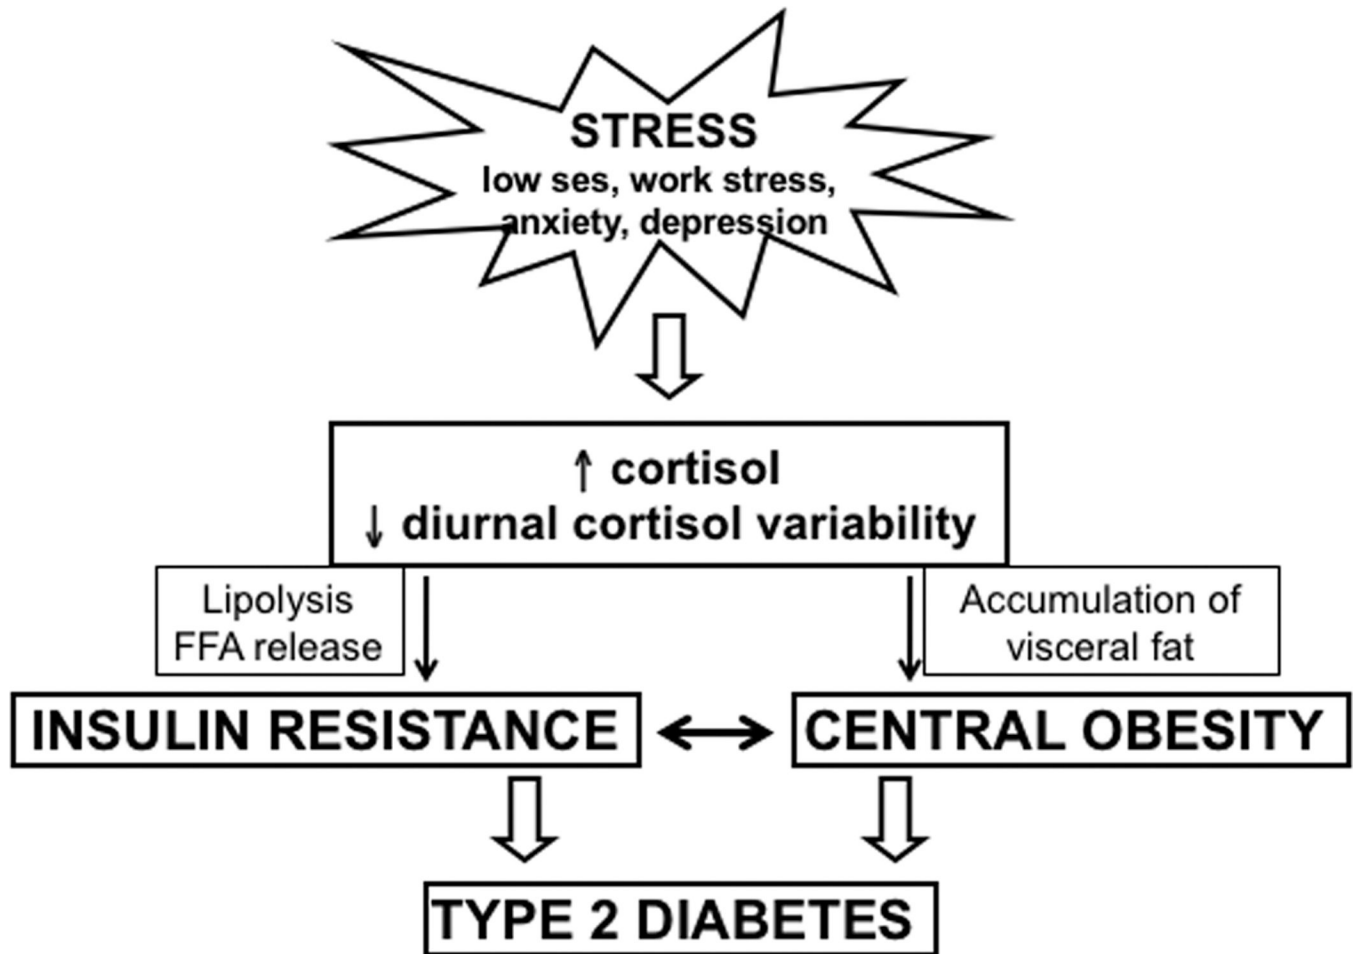 STRESS
low ses, work stress,
anxiety, depression
↑ cortisol
↓ diurnal cortisol variability
Lipolysis
FFA release
Accumulation of
visceral fat
INSULIN RESISTANCE
CENTRAL OBESITY
TYPE 2 DIABETES